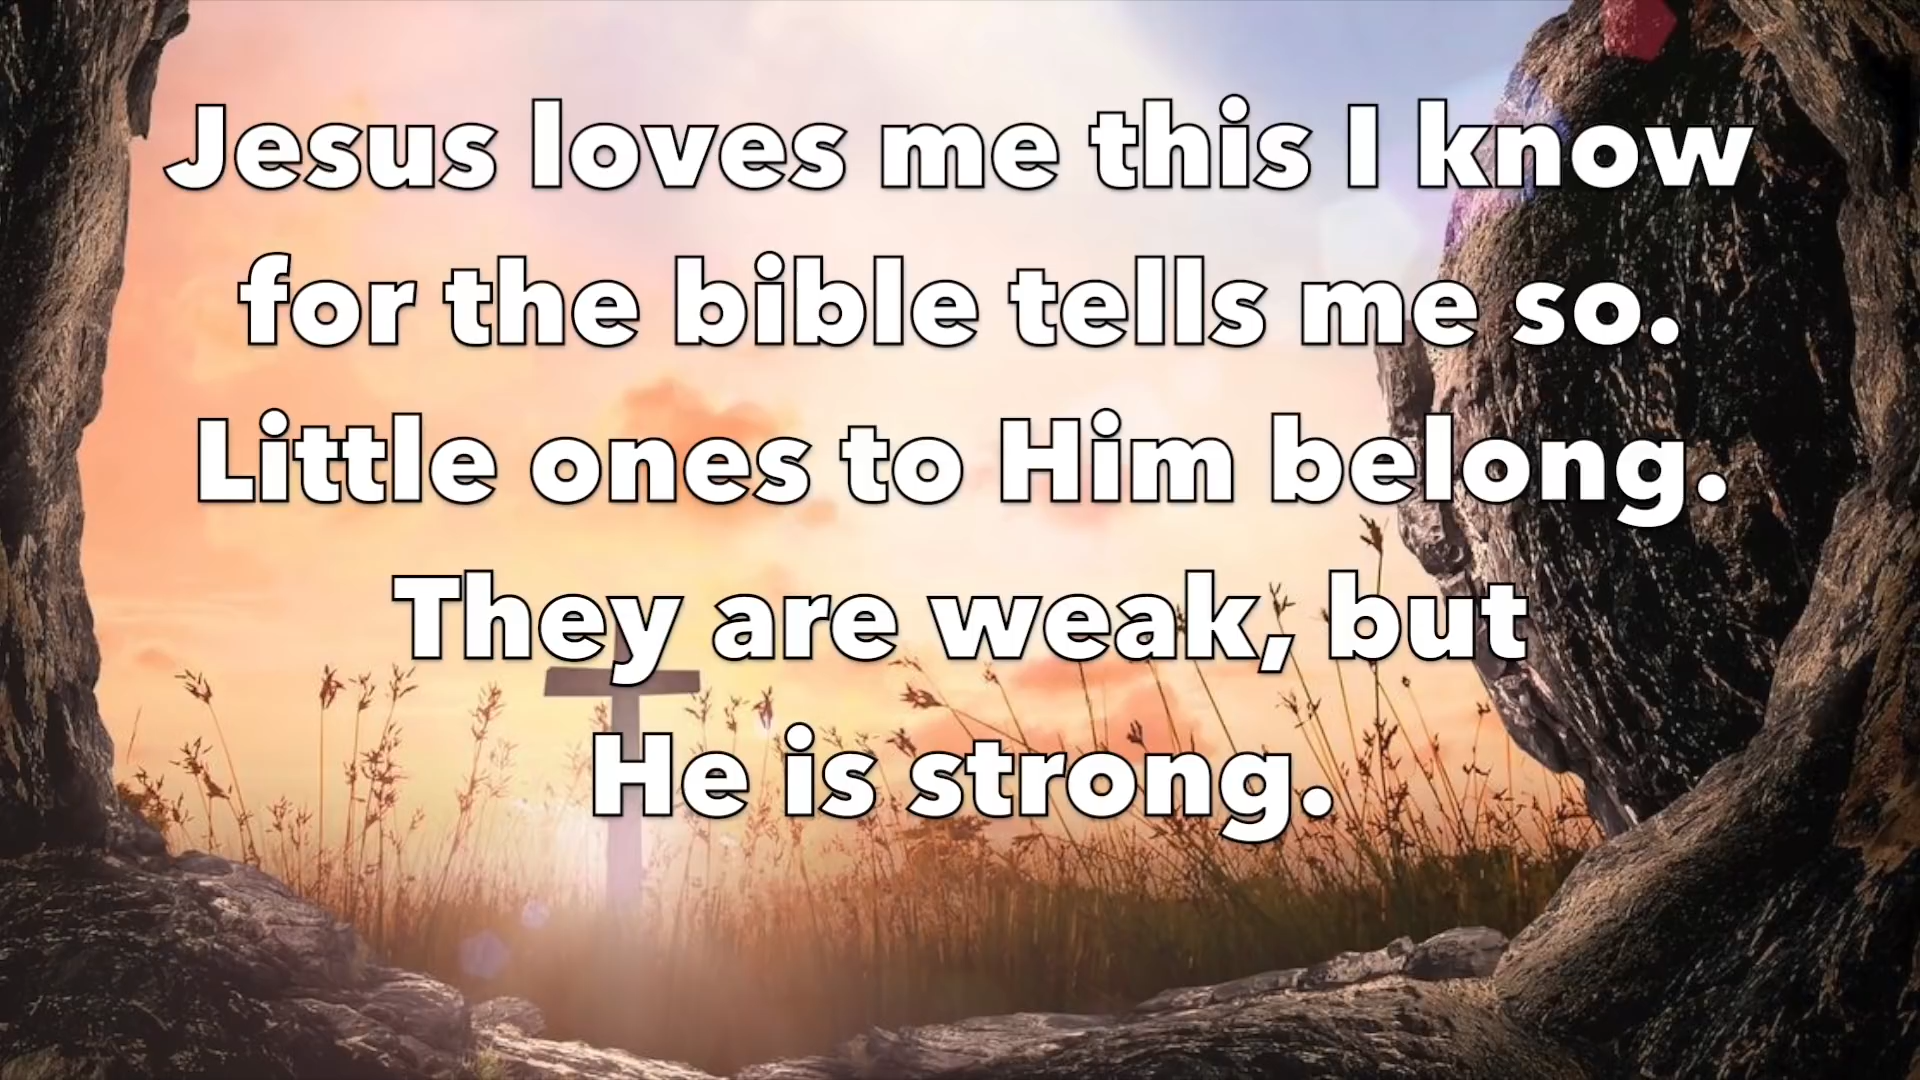 Jesus loves me this I know
for the bible tells me so.
Little ones to Him belong.
They are weak, but
He is strong.